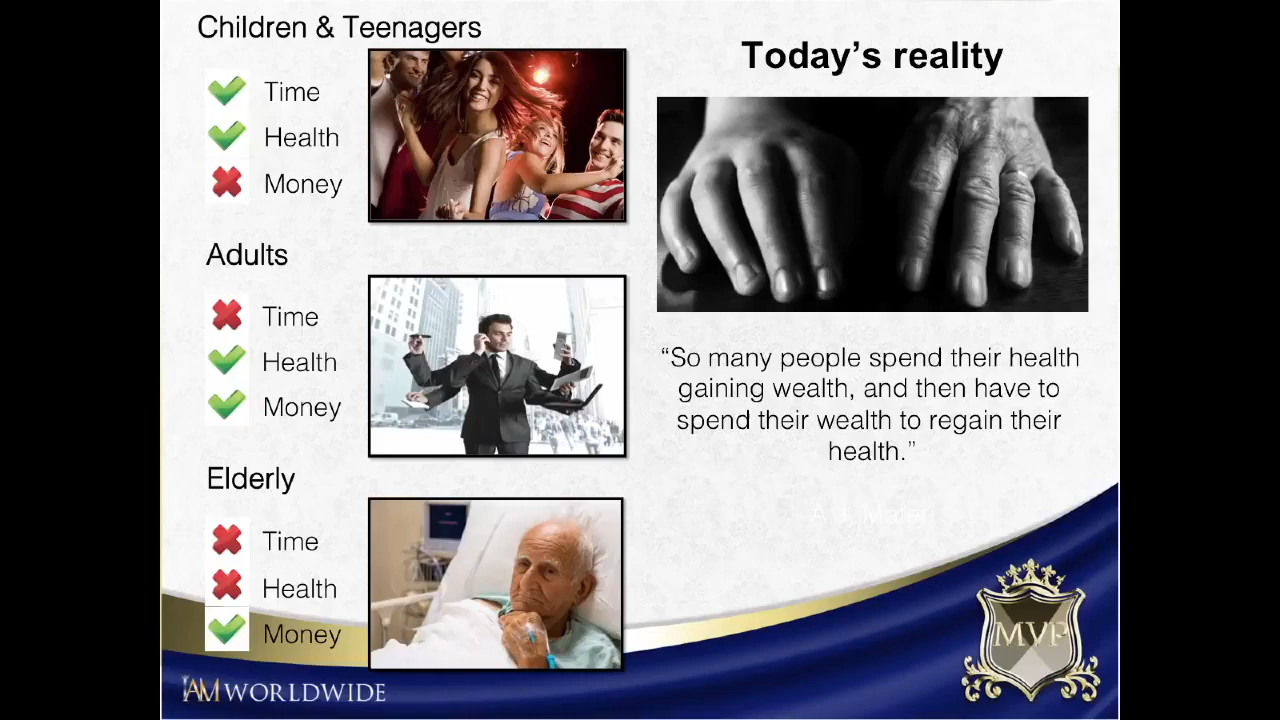 Children & Teenagers
Time
Health
Money
Adults
Time
Health
Money
Elderly
Time
Health
Money
Today's reality
“So many people spend their health
gaining wealth, and then have to
spend their wealth to regain their
health.”
A. J. Materi
MVP
IAM WORLDWIDE